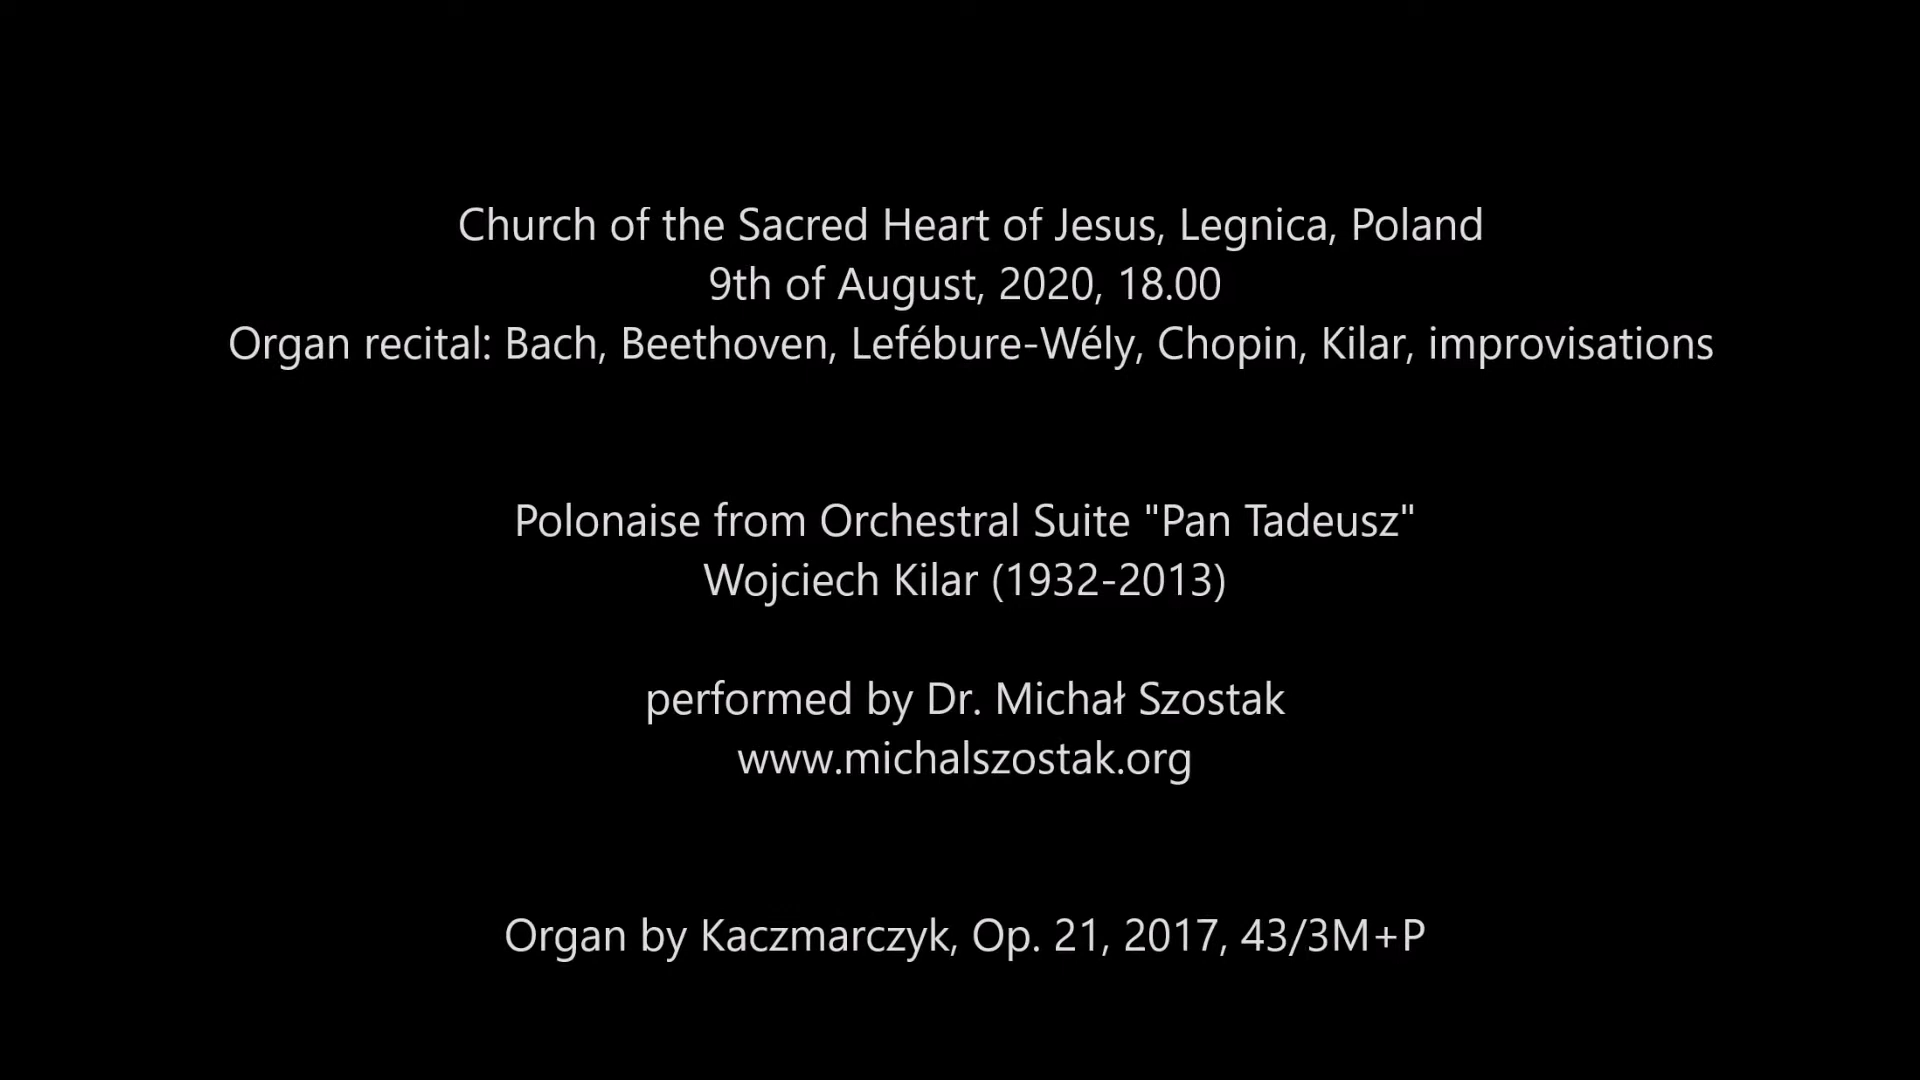 Church of the Sacred Heart of Jesus, Legnica, Poland
9th of August, 2020, 18.00
Organ recital: Bach, Beethoven, Lefébure-Wély, Chopin, Kilar, improvisations
Polonaise from Orchestral Suite "Pan Tadeusz"
Wojciech Kilar (1932-2013)
performed by Dr. Michał Szostak
www.michalszostak.org
Organ by Kaczmarczyk, Op. 21, 2017, 43/3M+P